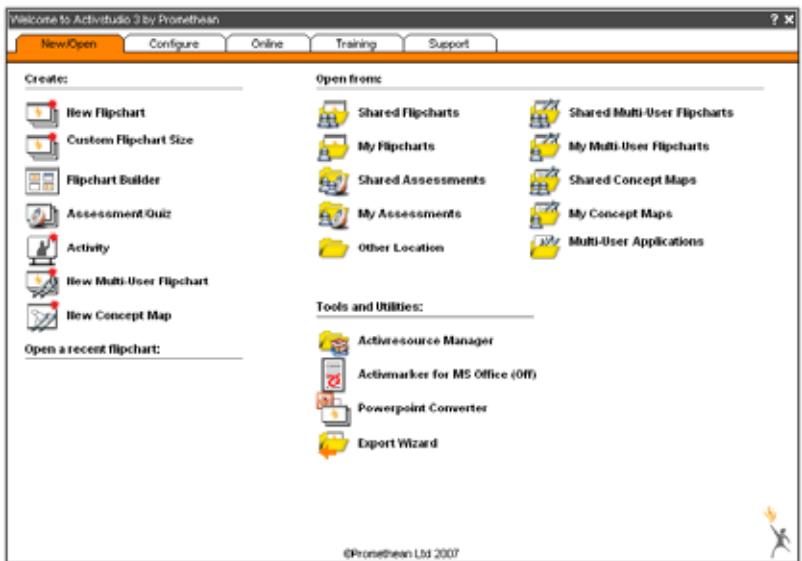 Welcome to Activstudio 3 by Promethean
? x
New/Open
Configure
Online
Training
Support
Create:
New Flipchart
Custom Flipchart Size
Flipchart Builder
Assessment/Quiz
Activity
New Multi-User Flipchart
New Concept Map
Open a recent flipchart:
Open from:
Shared Flipcharts
My Flipcharts
Shared Assessments
My Assessments
Other Location
Shared Multi-User Flipcharts
My Multi-User Flipcharts
Shared Concept Maps
My Concept Maps
Multi-User Applications
Tools and Utilities:
Activresource Manager
Activmarker for MS Office (Off)
Powerpoint Converter
Export Wizard
©Promethean Ltd 2007